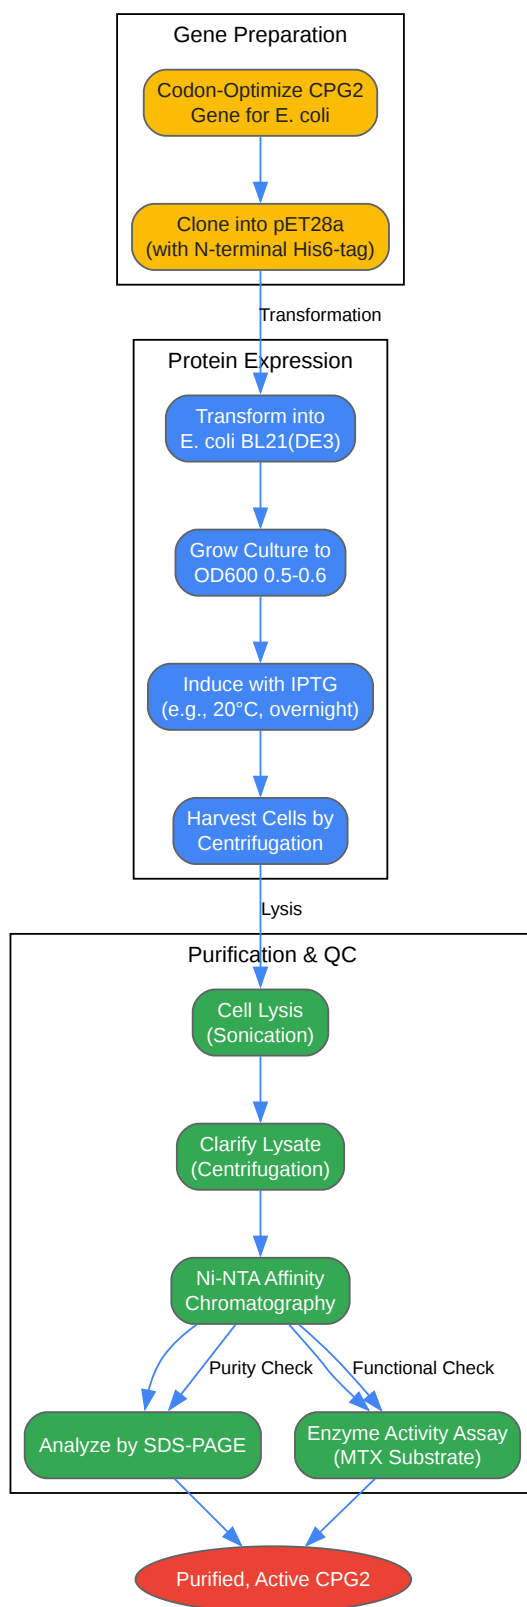 Gene Preparation
Codon-Optimize CPG2
Gene for E. coli
Clone into pET28a
(with N-terminal His6-tag)
Transformation
Protein Expression
Transform into
E. coli BL21(DE3)
Grow Culture to
OD600 0.5-0.6
Induce with IPTG
(e.g., 20°C, overnight)
Harvest Cells by
Centrifugation
Lysis
Purification & QC
Cell Lysis
(Sonication)
Clarify Lysate
(Centrifugation)
Ni-NTA Affinity
Chromatography
Purity Check
Functional Check
Analyze by SDS-PAGE
Enzyme Activity Assay
(MTX Substrate)
Purified, Active CPG2